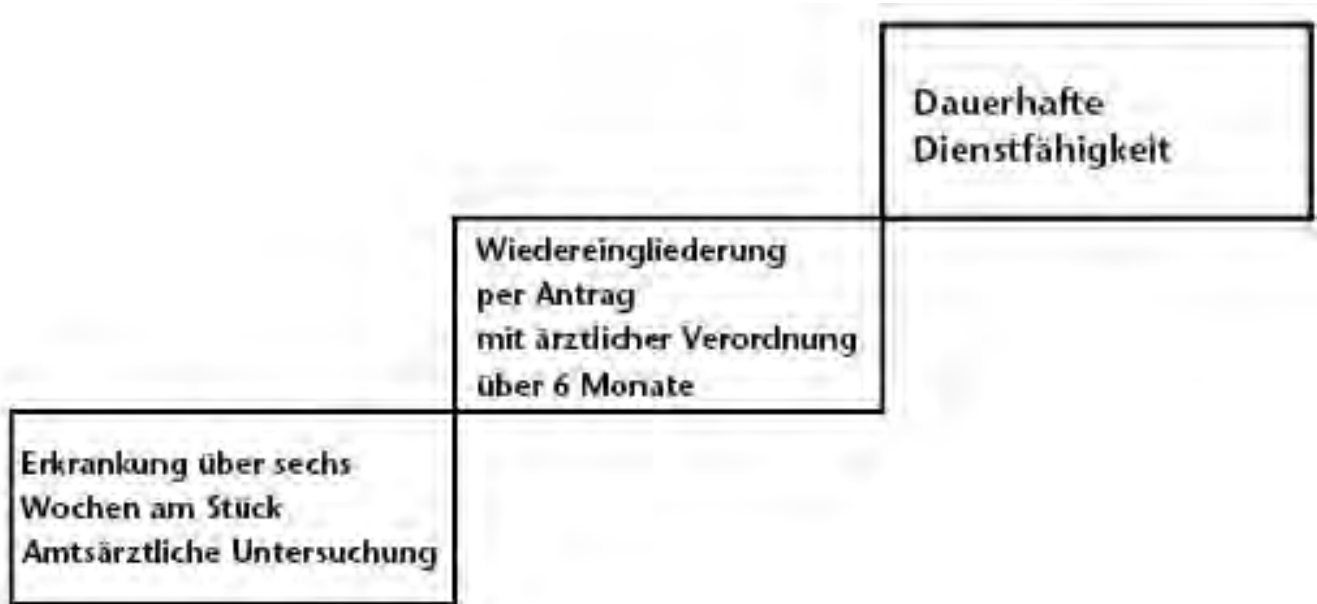 Dauerhafte
Dienstfähigkeit
Wiedereingliederung
per Antrag
mit ärztlicher Verordnung
über 6 Monate
Erkrankung über sechs
Wochen am Stück
Amtsärztliche Untersuchung